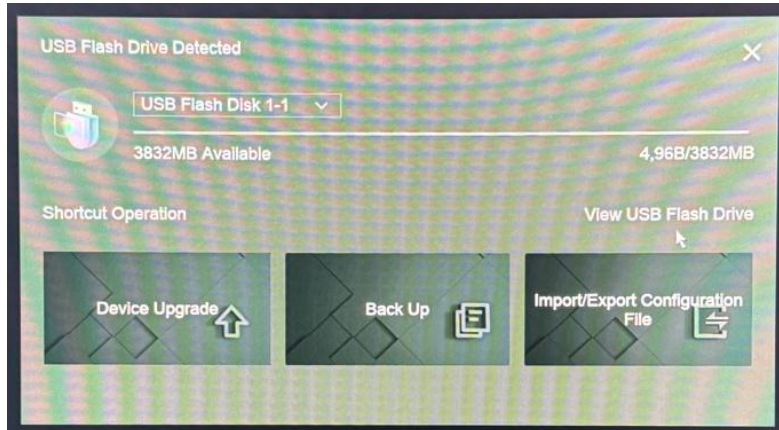 USB Flash Drive Detected
USB Flash Disk 1-1
3832MB Available
4,96B/3832MB
Shortcut Operation
View USB Flash Drive
Device Upgrade
Back Up
Import/Export Configuration
File